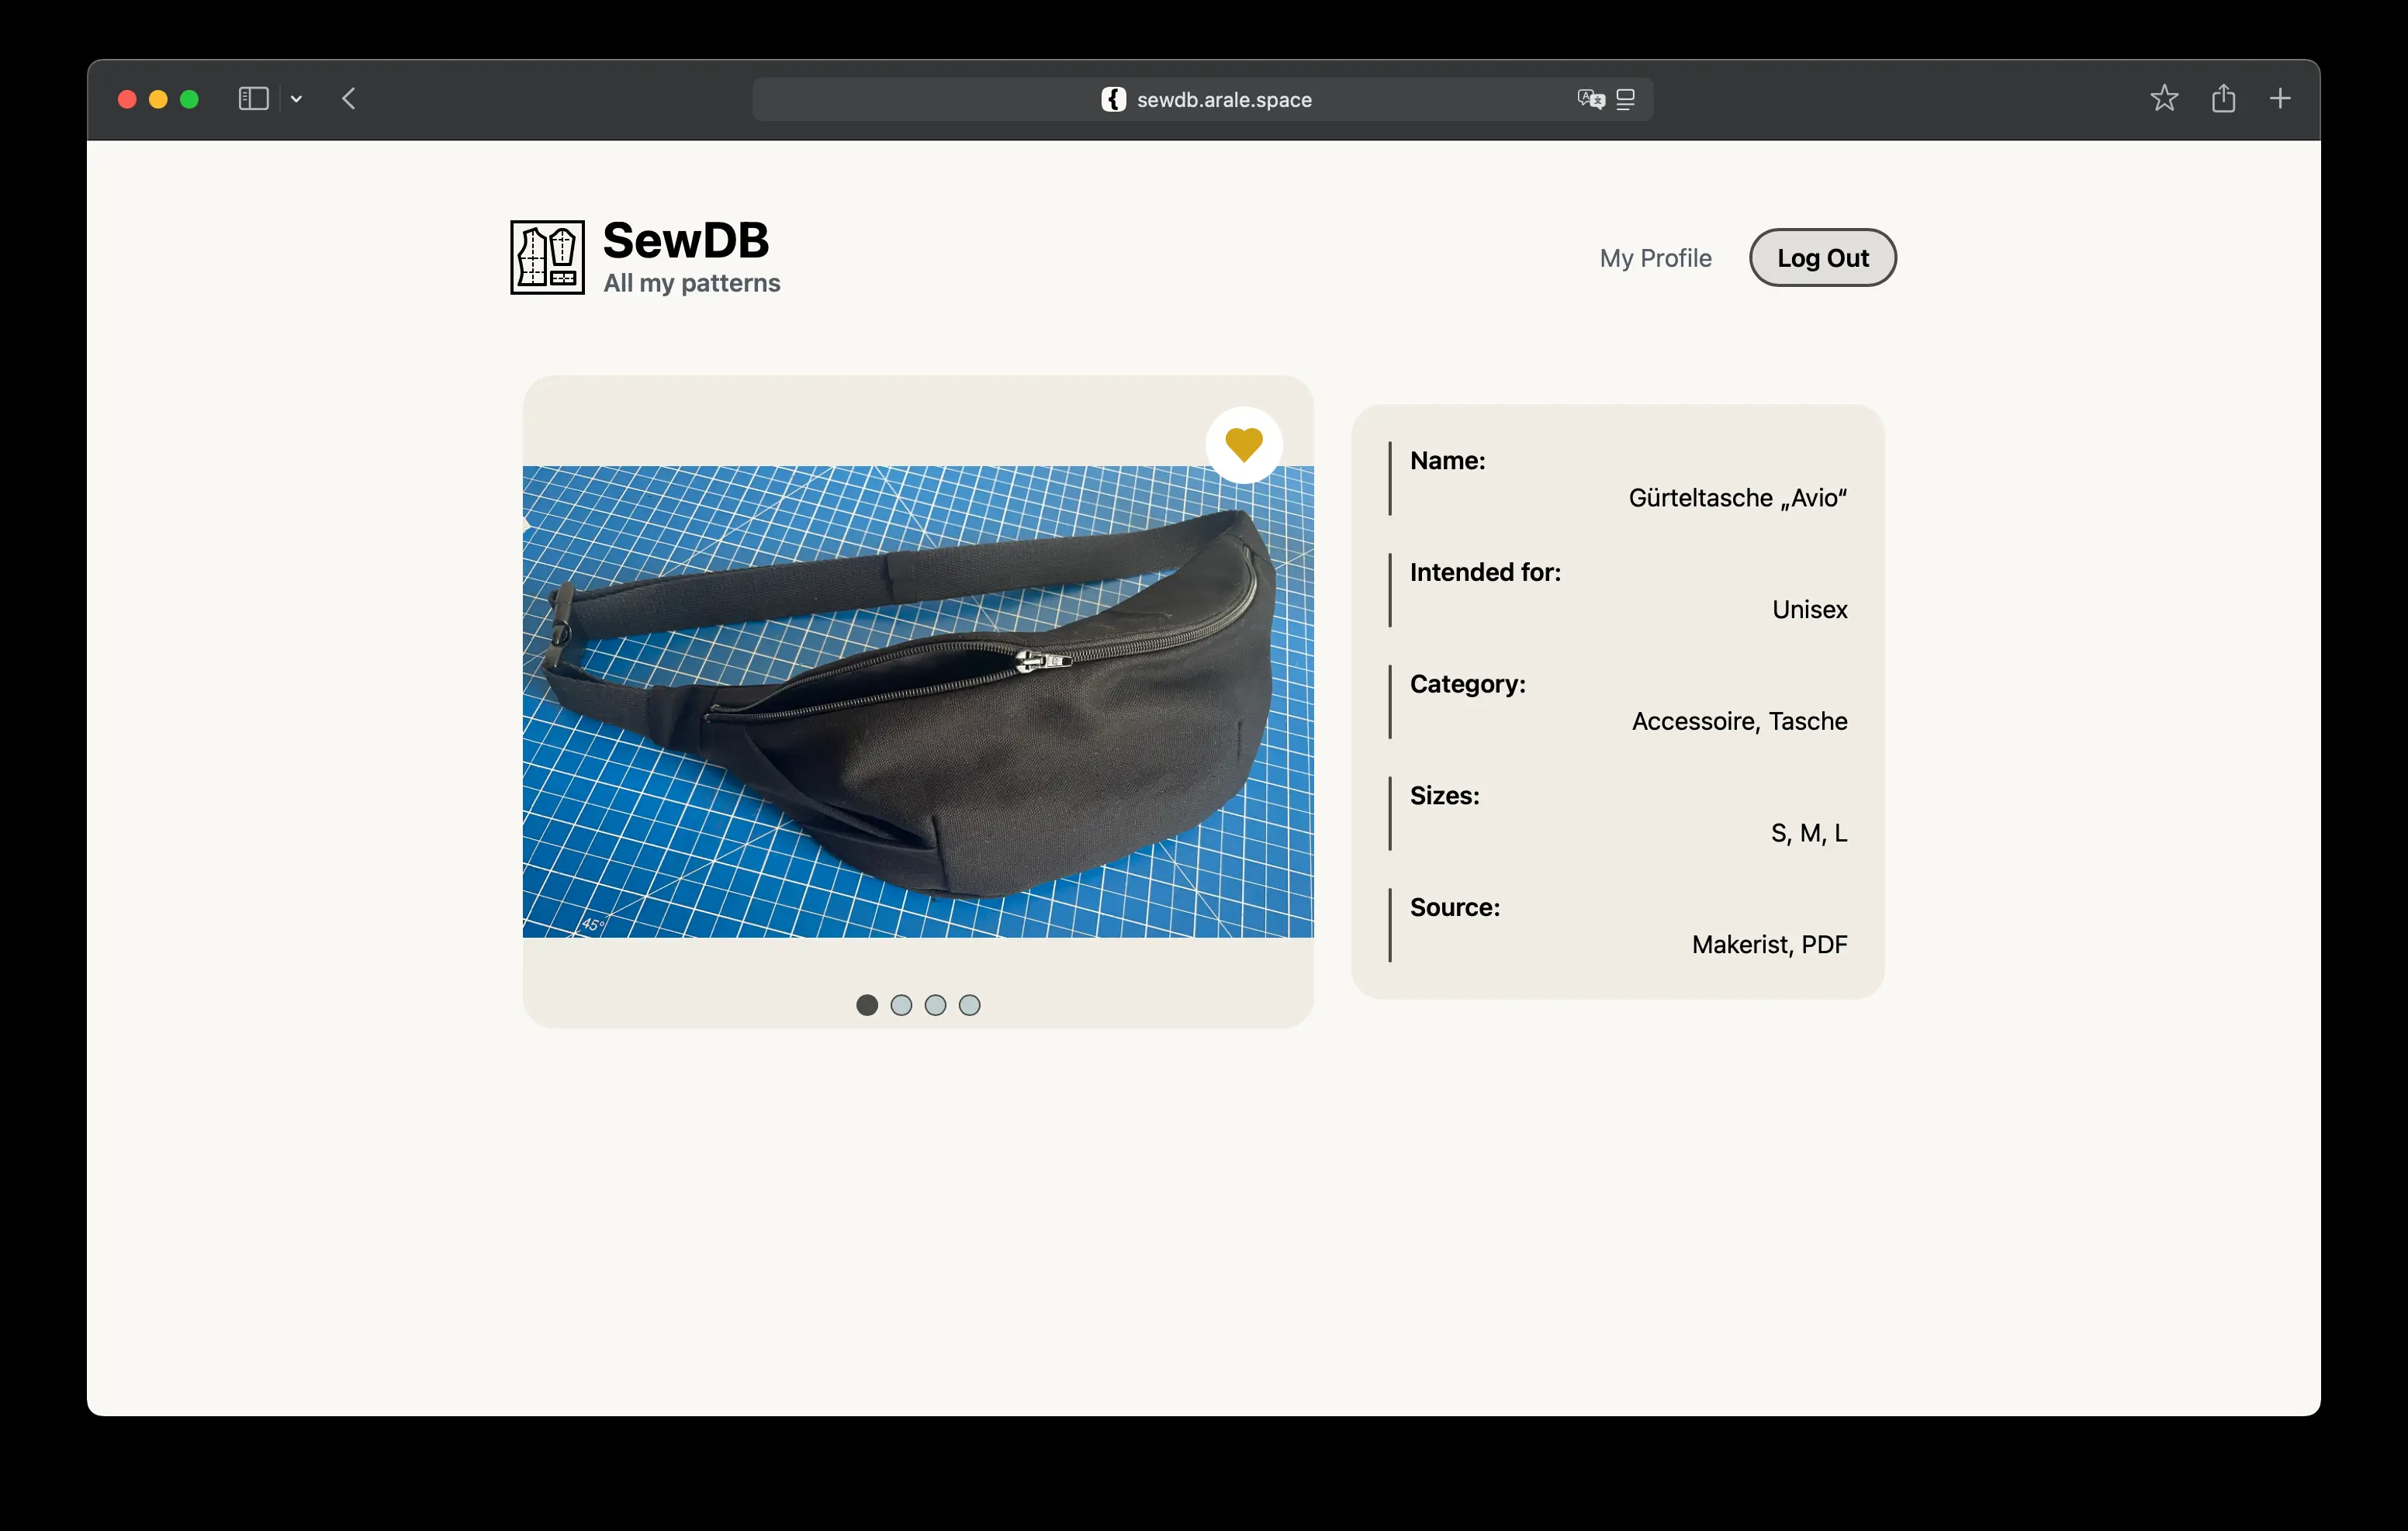 sewdb.arale.space
SewDB
All my patterns
My Profile
Log Out
45°
Name:
Gürteltasche „Avio“
Intended for:
Unisex
Category:
Accessoire, Tasche
Sizes:
S, M, L
Source:
Makerist, PDF